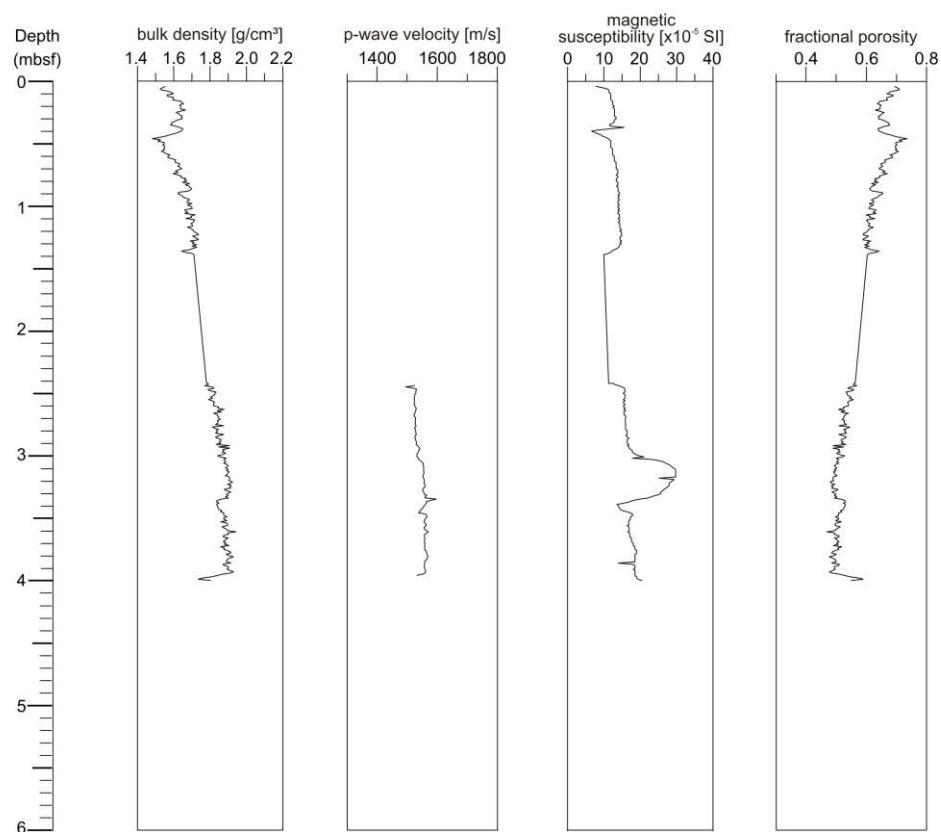 Depth
(mbsf)
bulk density [g/cm³]
1.4 1.6 1.8 2.0 2.2
p-wave velocity [m/s]
1400 1600 1800
magnetic
susceptibility [x10⁻⁵ SI]
0 10 20 30 40
fractional porosity
0.4 0.6 0.8
0
1
2
3
4
5
6